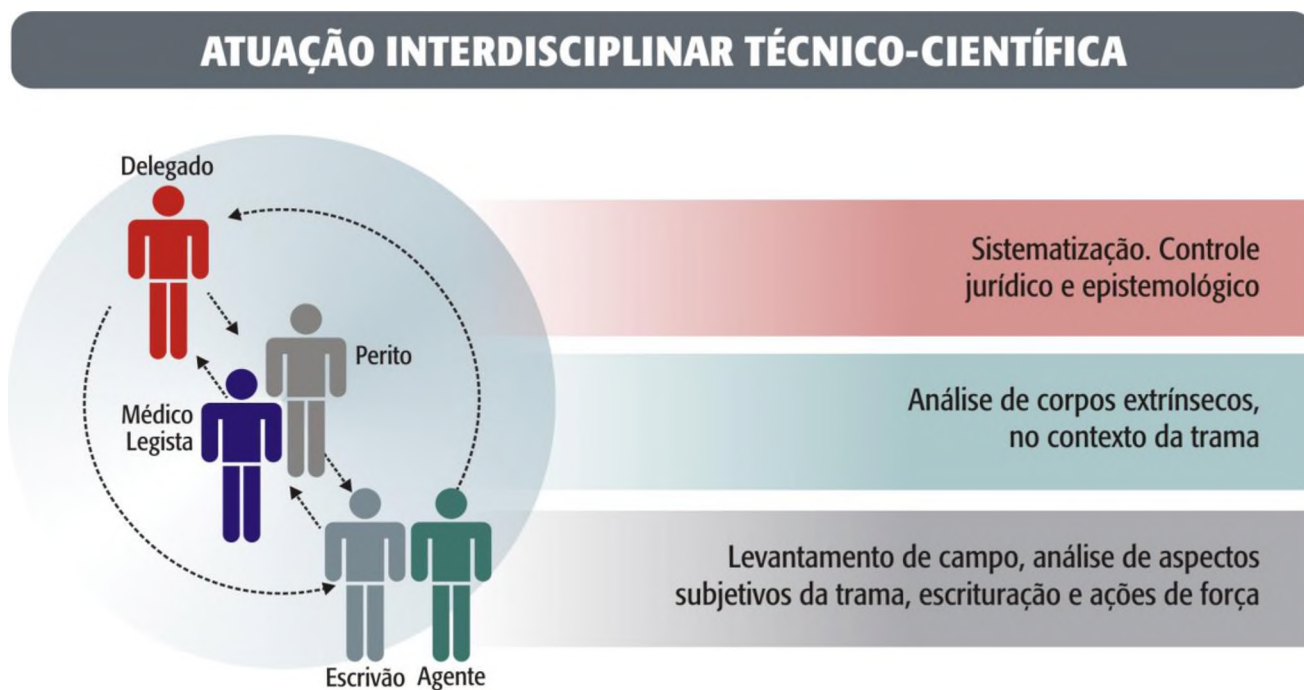 ATUAÇÃO INTERDISCIPLINAR TÉCNICO-CIENTÍFICA
Delegado
Perito
Médico
Legista
Escrivão
Agente
Sistematização. Controle
jurídico e epistemológico
Análise de corpos extrínsecos,
no contexto da trama
Levantamento de campo, análise de aspectos
subjetivos da trama, escrituração e ações de força